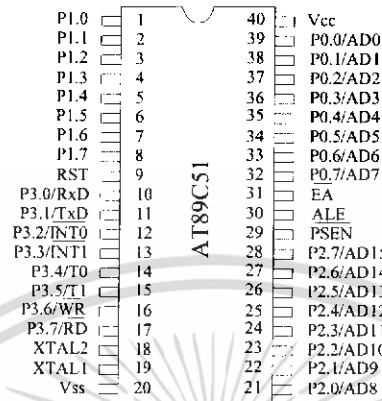 P1.0 1 40 Vcc
P1.1 2 39 P0.0/AD0
P1.2 3 38 P0.1/AD1
P1.3 4 37 P0.2/AD2
P1.4 5 36 P0.3/AD3
P1.5 6 35 P0.4/AD4
P1.6 7 34 P0.5/AD5
P1.7 8 33 P0.6/AD6
RST 9 32 P0.7/AD7
P3.0/RxD 10 31 EA
P3.1/TxD 11 30 ALE
P3.2/INT0 12 29 PSEN
P3.3/INT1 13 28 P2.7/AD15
P3.4/T0 14 27 P2.6/AD14
P3.5/T1 15 26 P2.5/AD13
P3.6/WR 16 25 P2.4/AD12
P3.7/RD 17 24 P2.3/AD11
XTAL2 18 23 P2.2/AD10
XTAL1 19 22 P2.1/AD9
Vss 20 21 P2.0/AD8
AT89C51